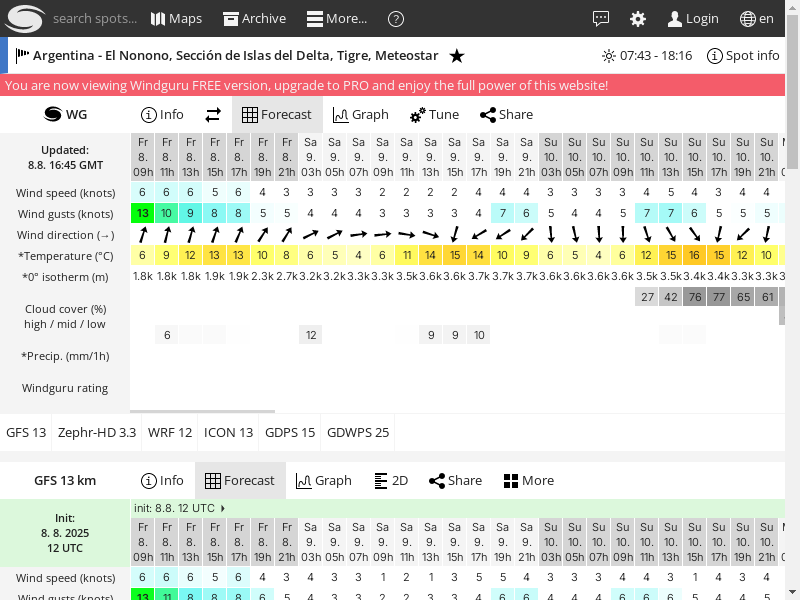 search spots... Maps Archive More... ? Login en
Argentina - El Nonono, Sección de Islas del Delta, Tigre, Meteostar ★ 07:43 - 18:16 Spot info
You are now viewing Windguru FREE version, upgrade to PRO and enjoy the full power of this website!
WG Info Forecast Graph Tune Share
Updated:
8.8. 16:45 GMT
Fr Fr Fr Fr Fr Fr Fr Sa Sa Sa Sa Sa Sa Sa Sa Sa Sa Su Su Su Su Su Su Su Su Su Su
8. 8. 8. 8. 8. 8. 8. 9. 9. 9. 9. 9. 9. 9. 9. 9. 9. 10. 10. 10. 10. 10. 10. 10. 10. 10. 10.
09h 11h 13h 15h 17h 19h 21h 03h 05h 07h 09h 11h 13h 15h 17h 19h 21h 03h 05h 07h 09h 11h 13h 15h 17h 19h 21h
Wind speed (knots) 6 6 6 5 6 4 3 3 3 3 2 2 2 2 4 4 4 3 3 3 3 4 5 4 3 4 4
Wind gusts (knots) 13 10 9 8 8 5 5 4 4 4 3 3 3 3 4 7 6 5 4 4 5 7 7 6 5 5 5
Wind direction (→)
*Temperature (°C) 6 9 12 13 13 10 8 6 5 4 6 11 14 15 14 10 9 6 5 4 6 12 15 16 15 12 10
*0° isotherm (m) 1.8k 1.8k 1.8k 1.9k 1.9k 2.3k 2.7k 3.2k 3.2k 3.3k 3.3k 3.5k 3.6k 3.6k 3.7k 3.7k 3.7k 3.6k 3.6k 3.6k 3.6k 3.5k 3.5k 3.4k 3.4k 3.3k 3.3k
Cloud cover (%) 27 42 76 77 65 61
high / mid / low 6 12 9 9 10
*Precip. (mm/1h)
Windguru rating
GFS 13 Zephr-HD 3.3 WRF 12 ICON 13 GDPS 15 GDWPS 25
GFS 13 km Info Forecast Graph 2D Share More
Init:
8. 8. 2025
12 UTC
init: 8.8. 12 UTC
Fr Fr Fr Fr Fr Fr Fr Sa Sa Sa Sa Sa Sa Sa Sa Sa Sa Su Su Su Su Su Su Su Su Su Su
8. 8. 8. 8. 8. 8. 8. 9. 9. 9. 9. 9. 9. 9. 9. 9. 9. 10. 10. 10. 10. 10. 10. 10. 10. 10. 10.
09h 11h 13h 15h 17h 19h 21h 03h 05h 07h 09h 11h 13h 15h 17h 19h 21h 03h 05h 07h 09h 11h 13h 15h 17h 19h 21h
Wind speed (knots) 6 6 6 5 6 4 3 4 3 3 1 2 1 3 5 5 4 3 3 3 4 4 3 1 4 3 4
Wind gusts (knots) 13 11 8 8 8 6 5 4 4 4 3 3 3 3 4 6 6 4 4 4 6 6 6 5 4 4 5